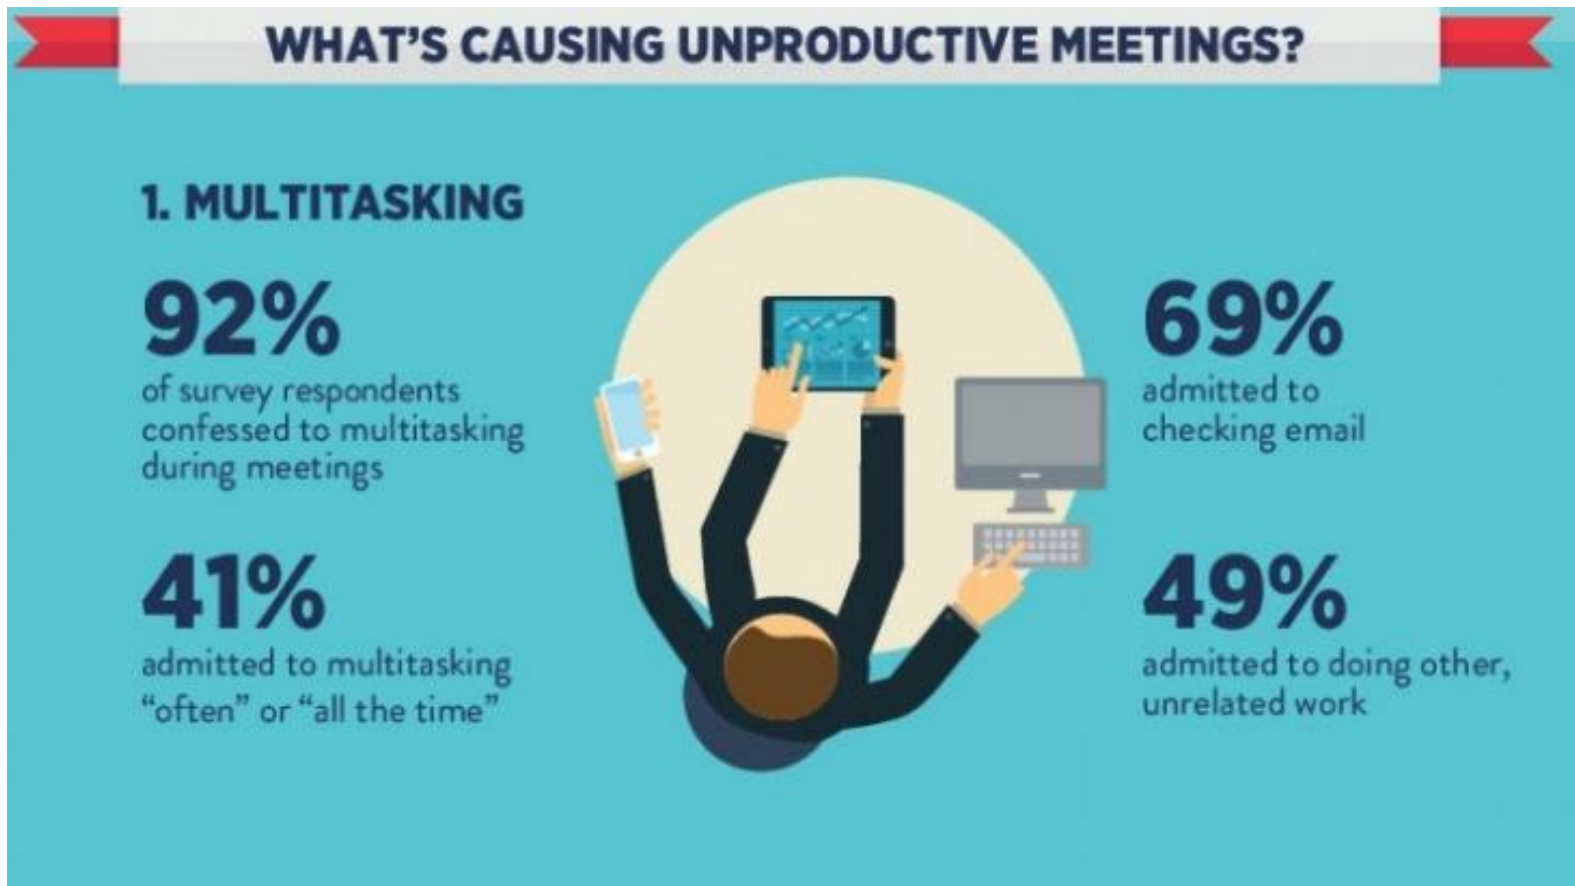 WHAT'S CAUSING UNPRODUCTIVE MEETINGS?
1. MULTITASKING
92%
of survey respondents
confessed to multitasking
during meetings
41%
admitted to multitasking
“often” or “all the time”
69%
admitted to
checking email
49%
admitted to doing other,
unrelated work